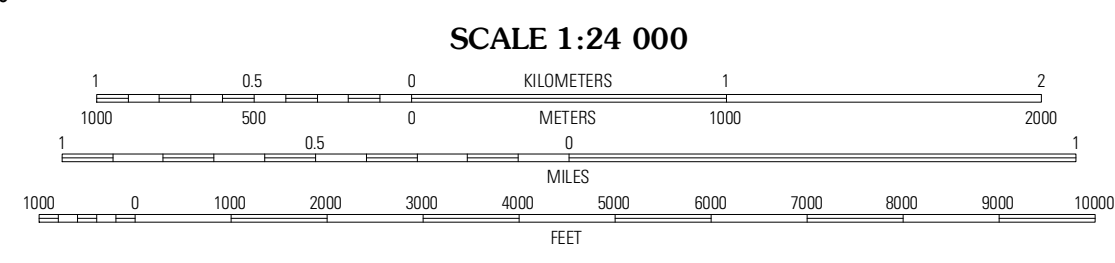 SCALE 1:24 000
1 0.5 0 KILOMETERS 1 2
1000 500 0 METERS 1000 2000
1 0.5 0 1
MILES
1000 0 1000 2000 3000 4000 5000 6000 7000 8000 9000 10000
FEET